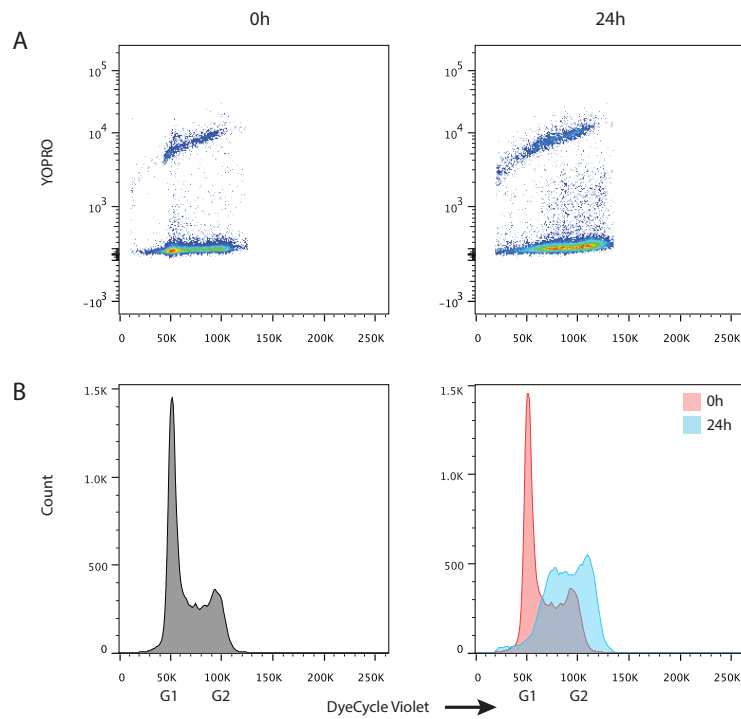 0h 24h
A
YOPRO
10^5 10^5
10^4 10^4
10^3 10^3
-10^3 -10^3
0 50K 100K 150K 200K 250K 0 50K 100K 150K 200K 250K
B
Count
1.5K 1.5K
0h
24h
1.0K 1.0K
500 500
0 0
0 50K 100K 150K 200K 250K 0 50K 100K 150K 200K 250K
G1 G2 G1 G2
DyeCycle Violet